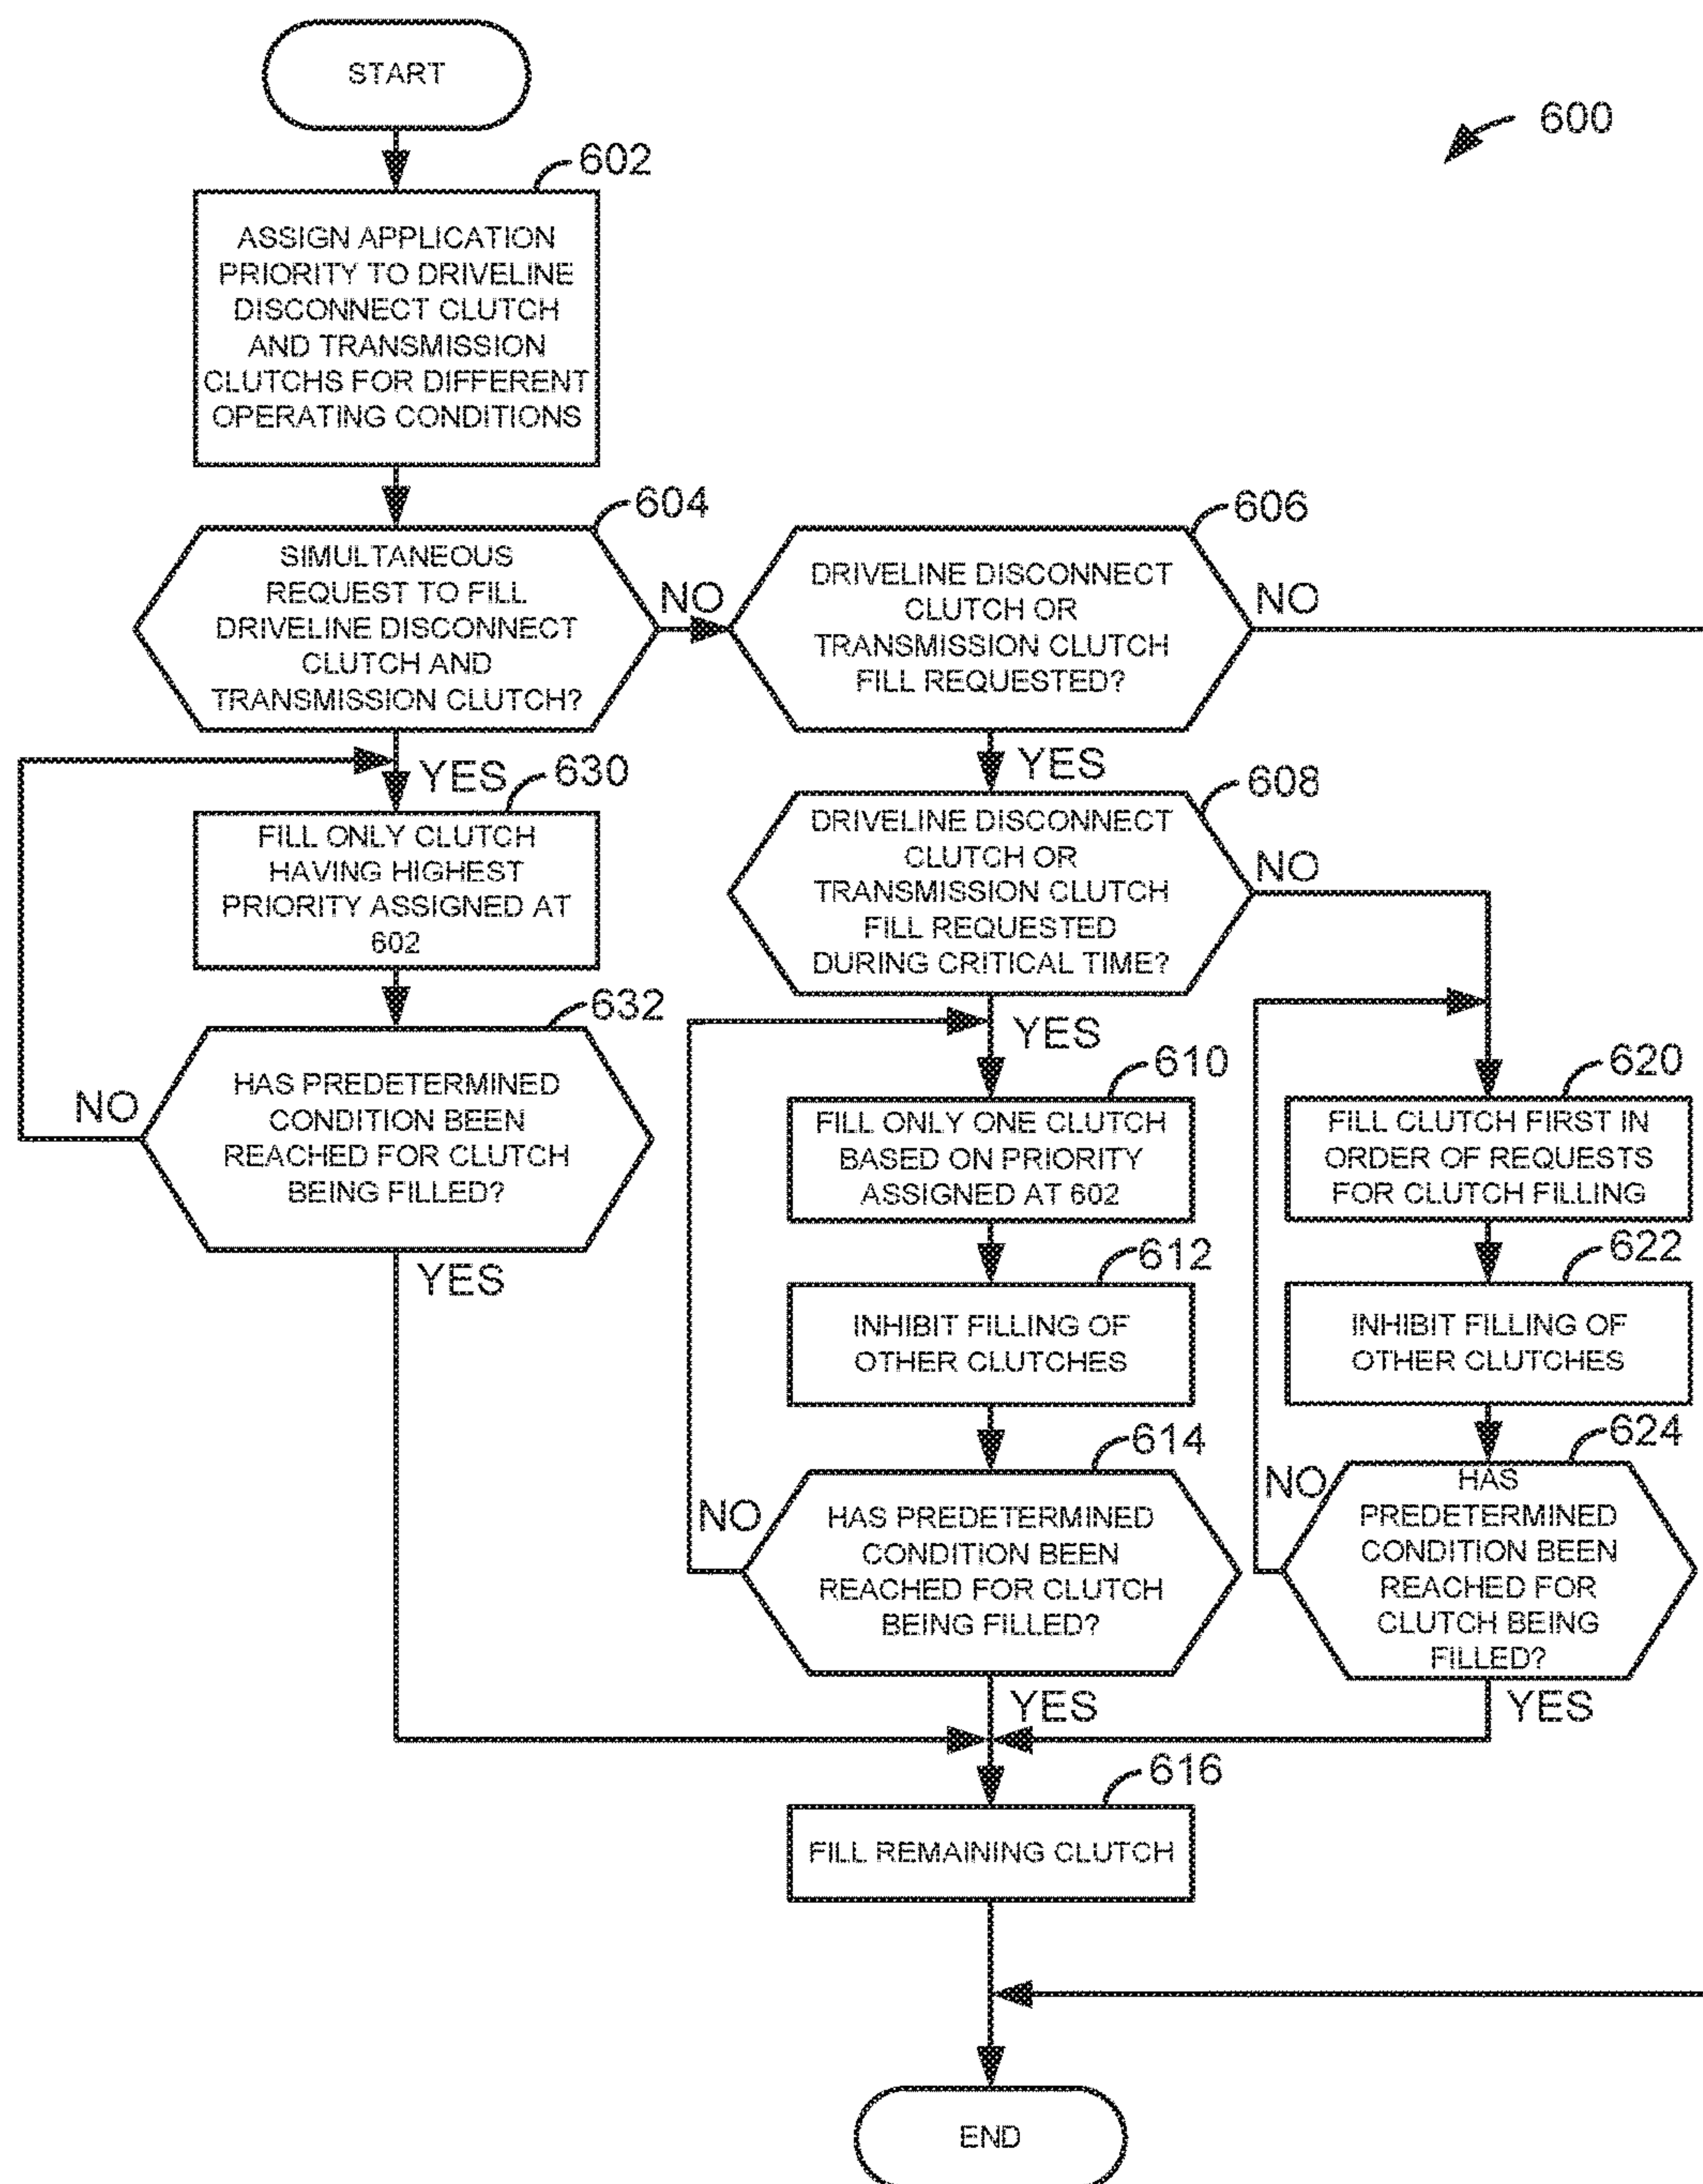 START
600
602
ASSIGN APPLICATION
PRIORITY TO DRIVELINE
DISCONNECT CLUTCH
AND TRANSMISSION
CLUTCHS FOR DIFFERENT
OPERATING CONDITIONS
604
SIMULTANEOUS
REQUEST TO FILL
DRIVELINE DISCONNECT
CLUTCH AND
TRANSMISSION CLUTCH?
NO
606
DRIVELINE DISCONNECT
CLUTCH OR
TRANSMISSION CLUTCH
FILL REQUESTED?
NO
YES
630
FILL ONLY CLUTCH
HAVING HIGHEST
PRIORITY ASSIGNED AT
602
632
HAS PREDETERMINED
CONDITION BEEN
REACHED FOR CLUTCH
BEING FILLED?
NO
YES
YES
608
DRIVELINE DISCONNECT
CLUTCH OR
TRANSMISSION CLUTCH
FILL REQUESTED
DURING CRITICAL TIME?
NO
YES
610
FILL ONLY ONE CLUTCH
BASED ON PRIORITY
ASSIGNED AT 602
612
INHIBIT FILLING OF
OTHER CLUTCHES
614
HAS PREDETERMINED
CONDITION BEEN
REACHED FOR CLUTCH
BEING FILLED?
NO
YES
620
FILL CLUTCH FIRST IN
ORDER OF REQUESTS
FOR CLUTCH FILLING
622
INHIBIT FILLING OF
OTHER CLUTCHES
624
HAS
PREDETERMINED
CONDITION BEEN
REACHED FOR
CLUTCH BEING
FILLED?
NO
YES
616
FILL REMAINING CLUTCH
END